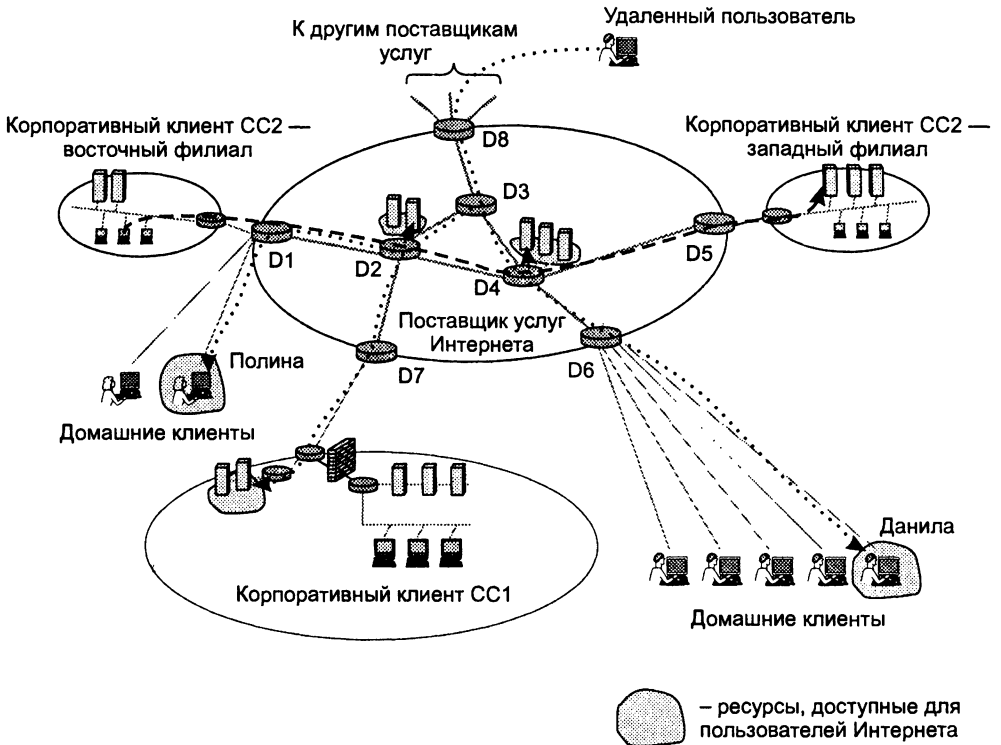 К другим поставщикам
услуг
Удаленный пользователь
Корпоративный клиент СС2 —
восточный филиал
Корпоративный клиент СС2 —
западный филиал
D8
D3
D1
D2
D4
D5
Поставщик услуг
Интернета
D7
D6
Полина
Домашние клиенты
Данила
Корпоративный клиент СС1
Домашние клиенты
– ресурсы, доступные для
пользователей Интернета